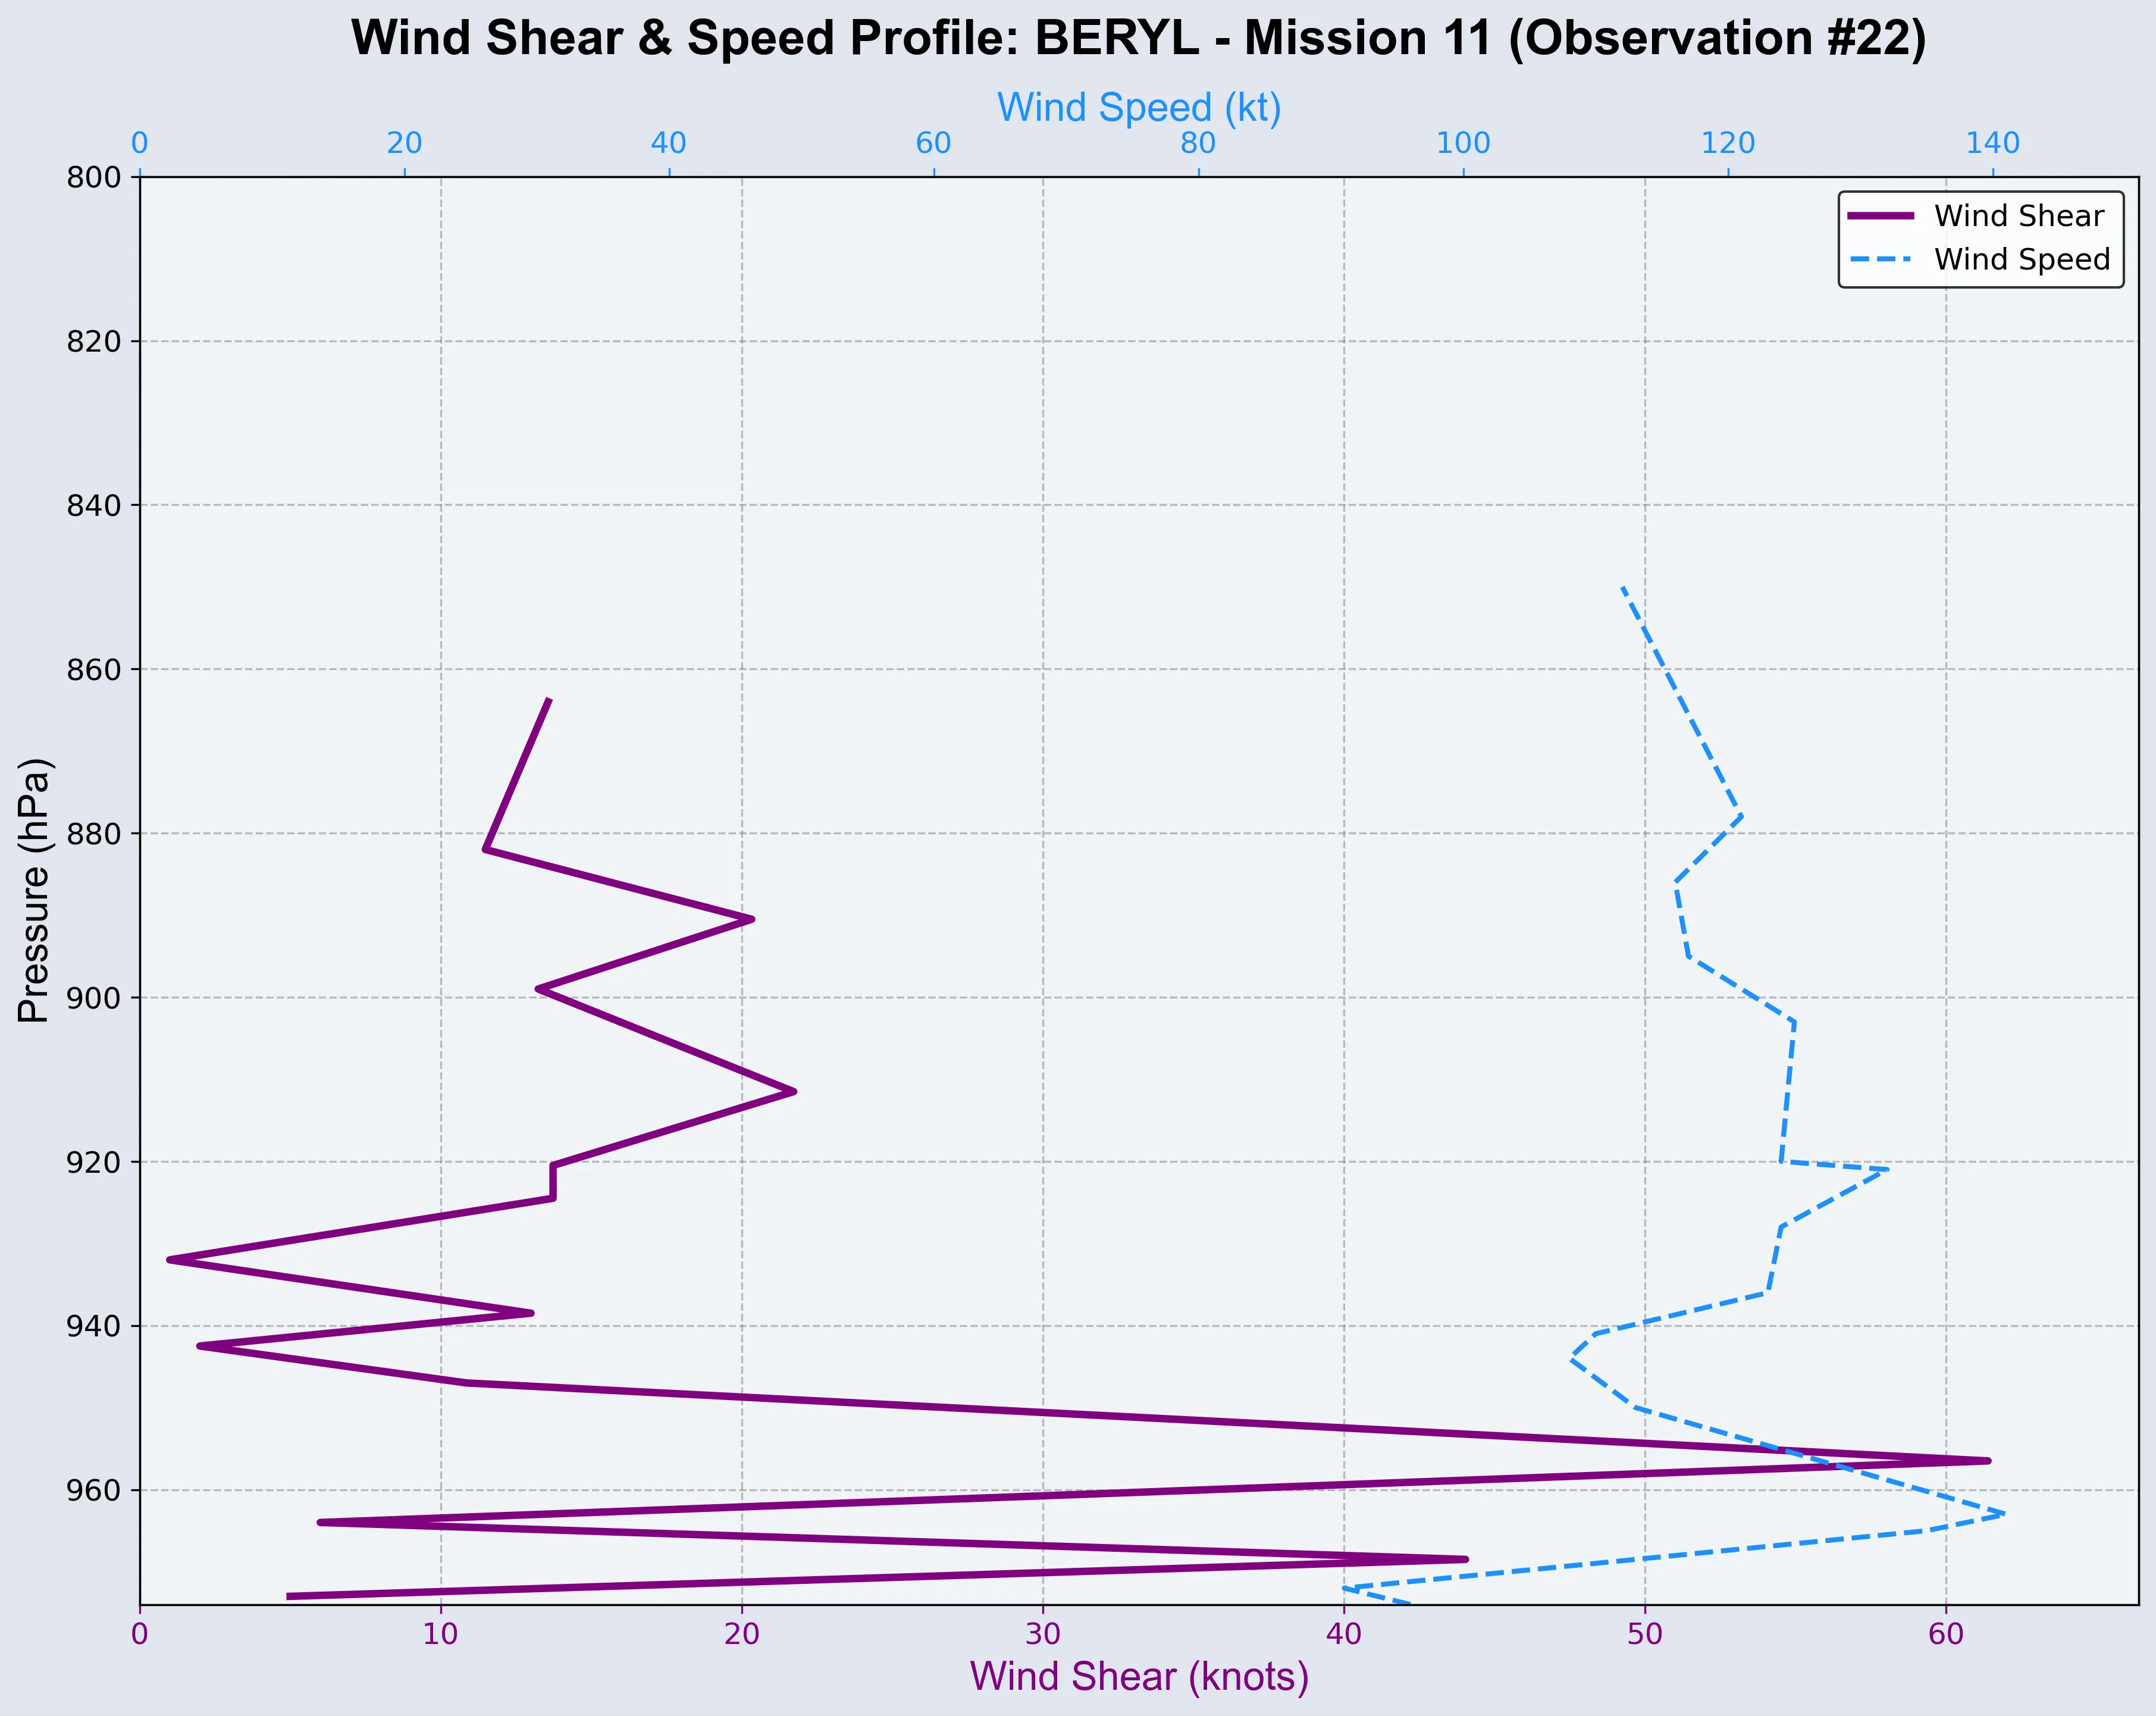 Wind Shear & Speed Profile: BERYL - Mission 11 (Observation #22)
Wind Speed (kt)
0 20 40 60 80 100 120 140
Wind Shear
Wind Speed
Pressure (hPa)
800
820
840
860
880
900
920
940
960
0 10 20 30 40 50 60
Wind Shear (knots)